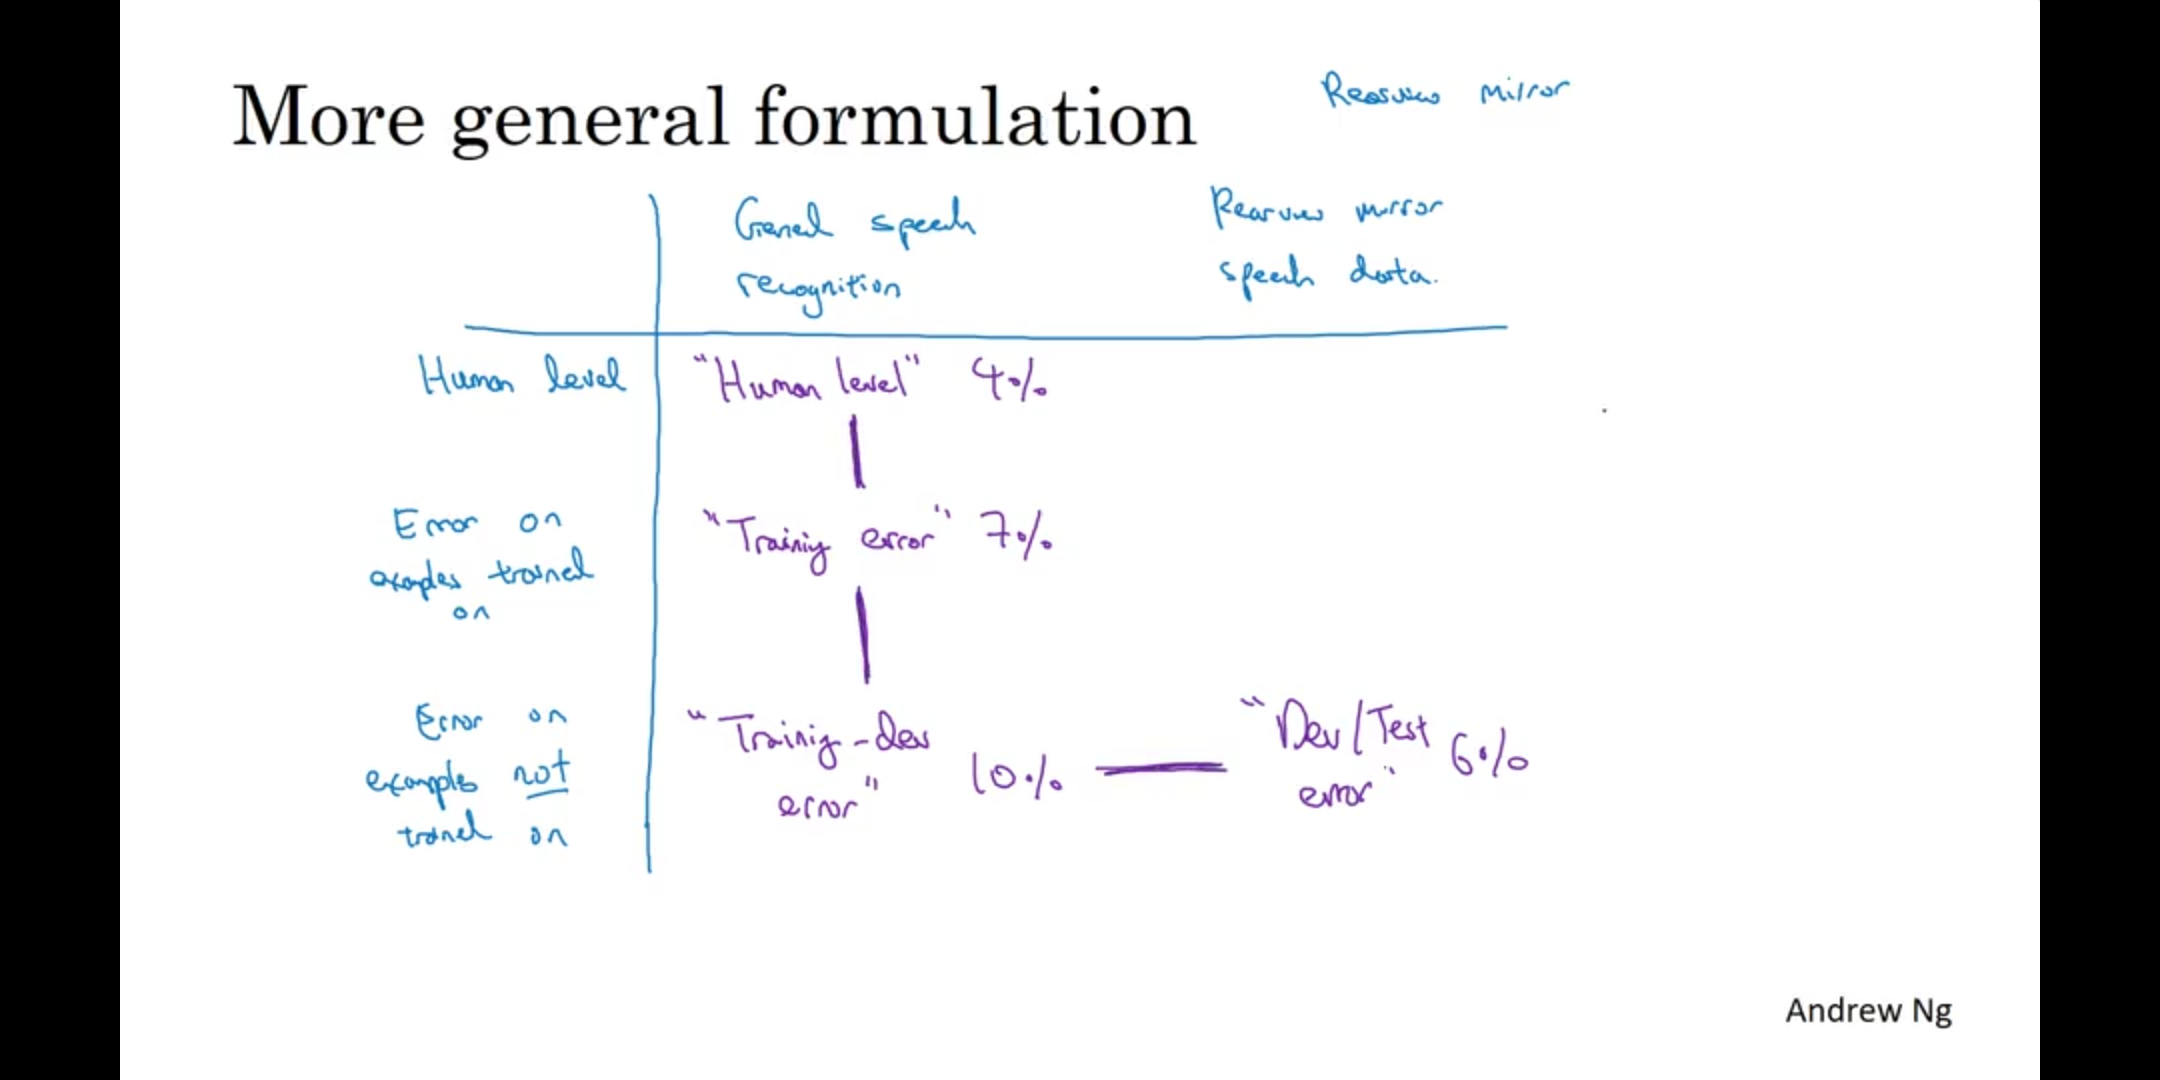 More general formulation
Rearview mirror
General speech
recognition
Rearview mirror
speech data.
Human level
"Human level" 4%
Error on
examples trained
on
"Training error" 7%
Error on
examples not
trained on
"Training-dev
error" 10%
"Dev/Test
error" 6%
Andrew Ng